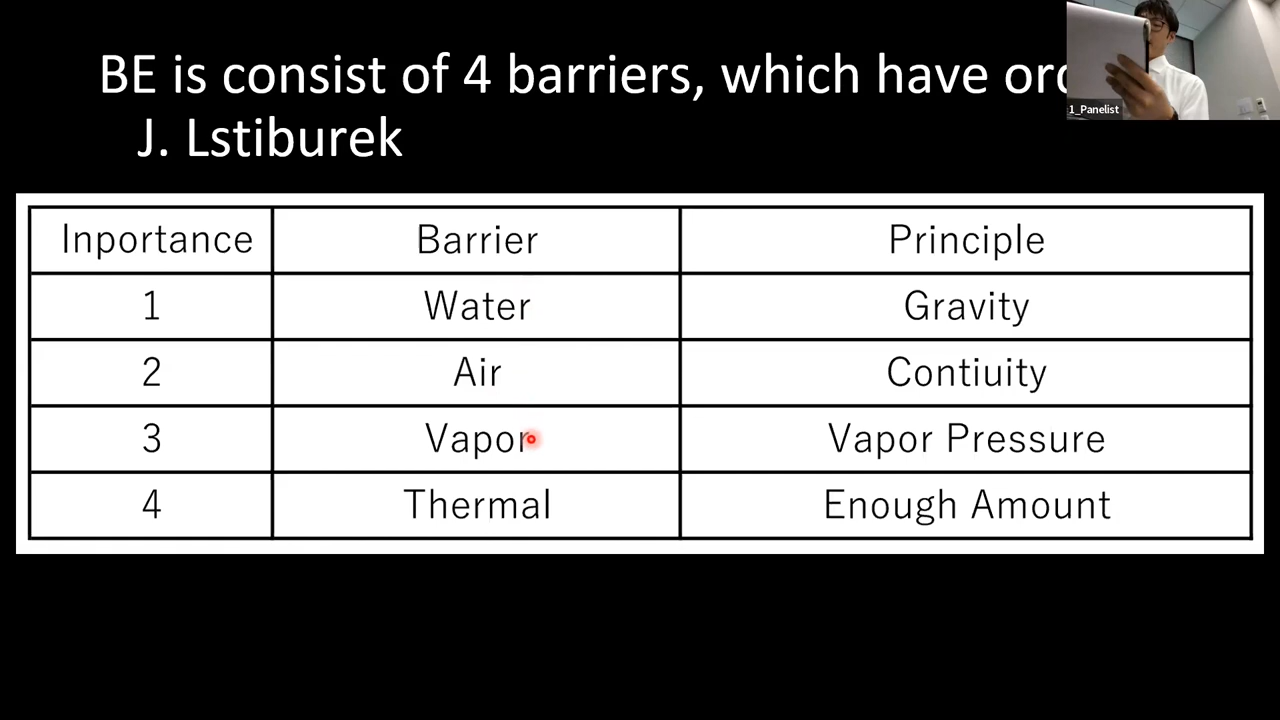 BE is consist of 4 barriers, which have
J. Lstiburek
1_Panelist
Inportance Barrier Principle
1 Water Gravity
2 Air Contiuity
3 Vapor Vapor Pressure
4 Thermal Enough Amount